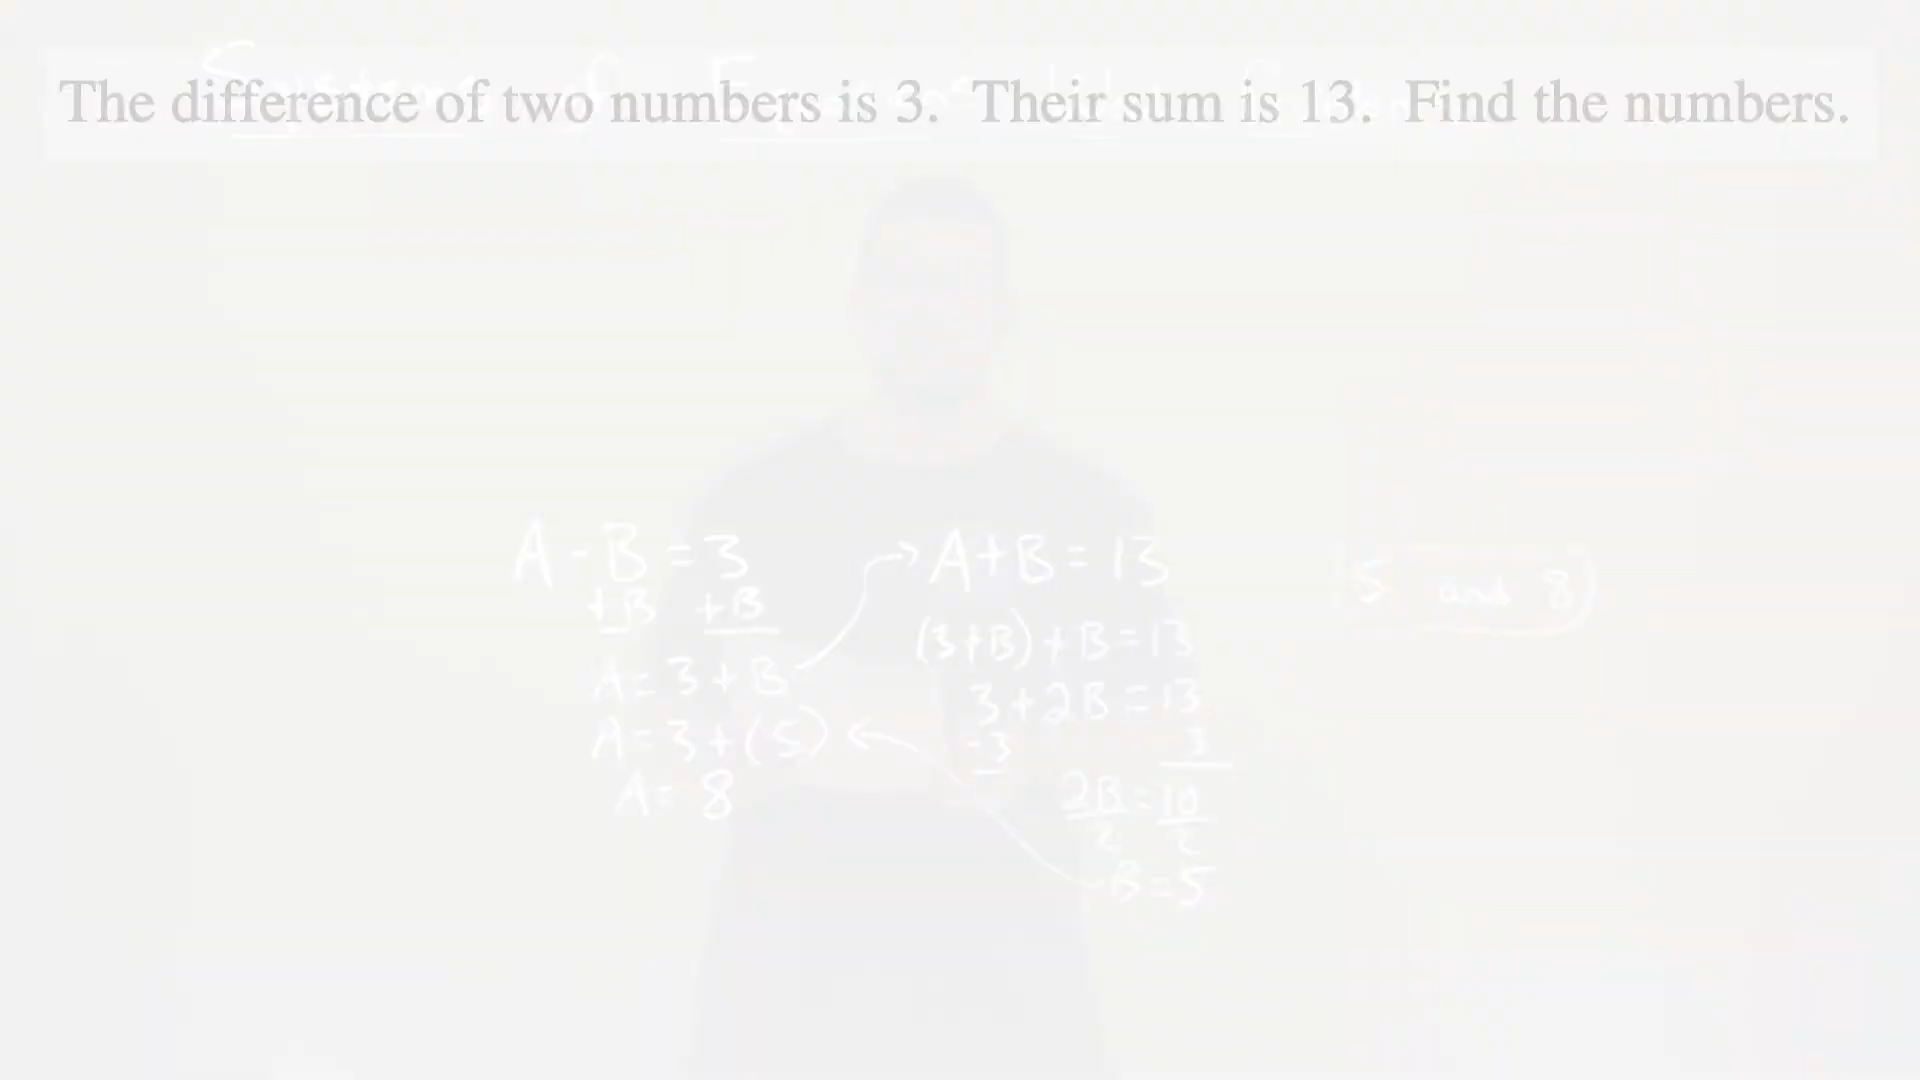 The difference of two numbers is 3. Their sum is 13. Find the numbers.
A - B = 3
+B +B
A = 3 + B
A = 3 + (5)
A = 8
A + B = 13
(3+B) + B = 13
3 + 2B = 13
-3 3
2B = 10
2 2
B = 5
5 and 8